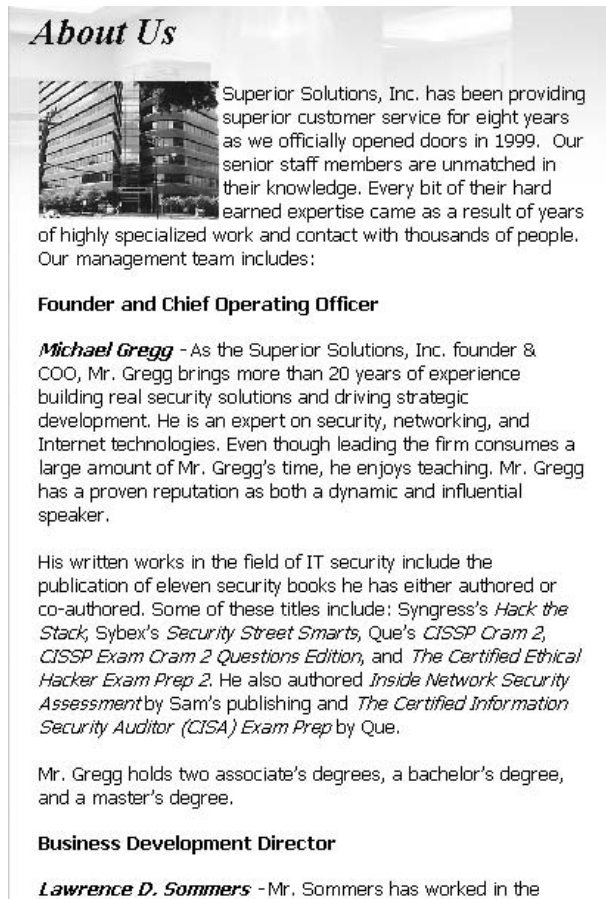 About Us
Superior Solutions, Inc. has been providing
superior customer service for eight years
as we officially opened doors in 1999.  Our
senior staff members are unmatched in
their knowledge. Every bit of their hard
earned expertise came as a result of years
of highly specialized work and contact with thousands of people.
Our management team includes:
Founder and Chief Operating Officer
Michael Gregg - As the Superior Solutions, Inc. founder &
COO, Mr. Gregg brings more than 20 years of experience
building real security solutions and driving strategic
development. He is an expert on security, networking, and
Internet technologies. Even though leading the firm consumes a
large amount of Mr. Gregg's time, he enjoys teaching. Mr. Gregg
has a proven reputation as both a dynamic and influential
speaker.
His written works in the field of IT security include the
publication of eleven security books he has either authored or
co-authored. Some of these titles include: Syngress's Hack the
Stack, Sybex's Security Street Smarts, Que's CISSP Cram 2,
CISSP Exam Cram 2 Questions Edition, and The Certified Ethical
Hacker Exam Prep 2. He also authored Inside Network Security
Assessment by Sam's publishing and The Certified Information
Security Auditor (CISA) Exam Prep by Que.
Mr. Gregg holds two associate's degrees, a bachelor's degree,
and a master's degree.
Business Development Director
Lawrence D. Sommers - Mr. Sommers has worked in the